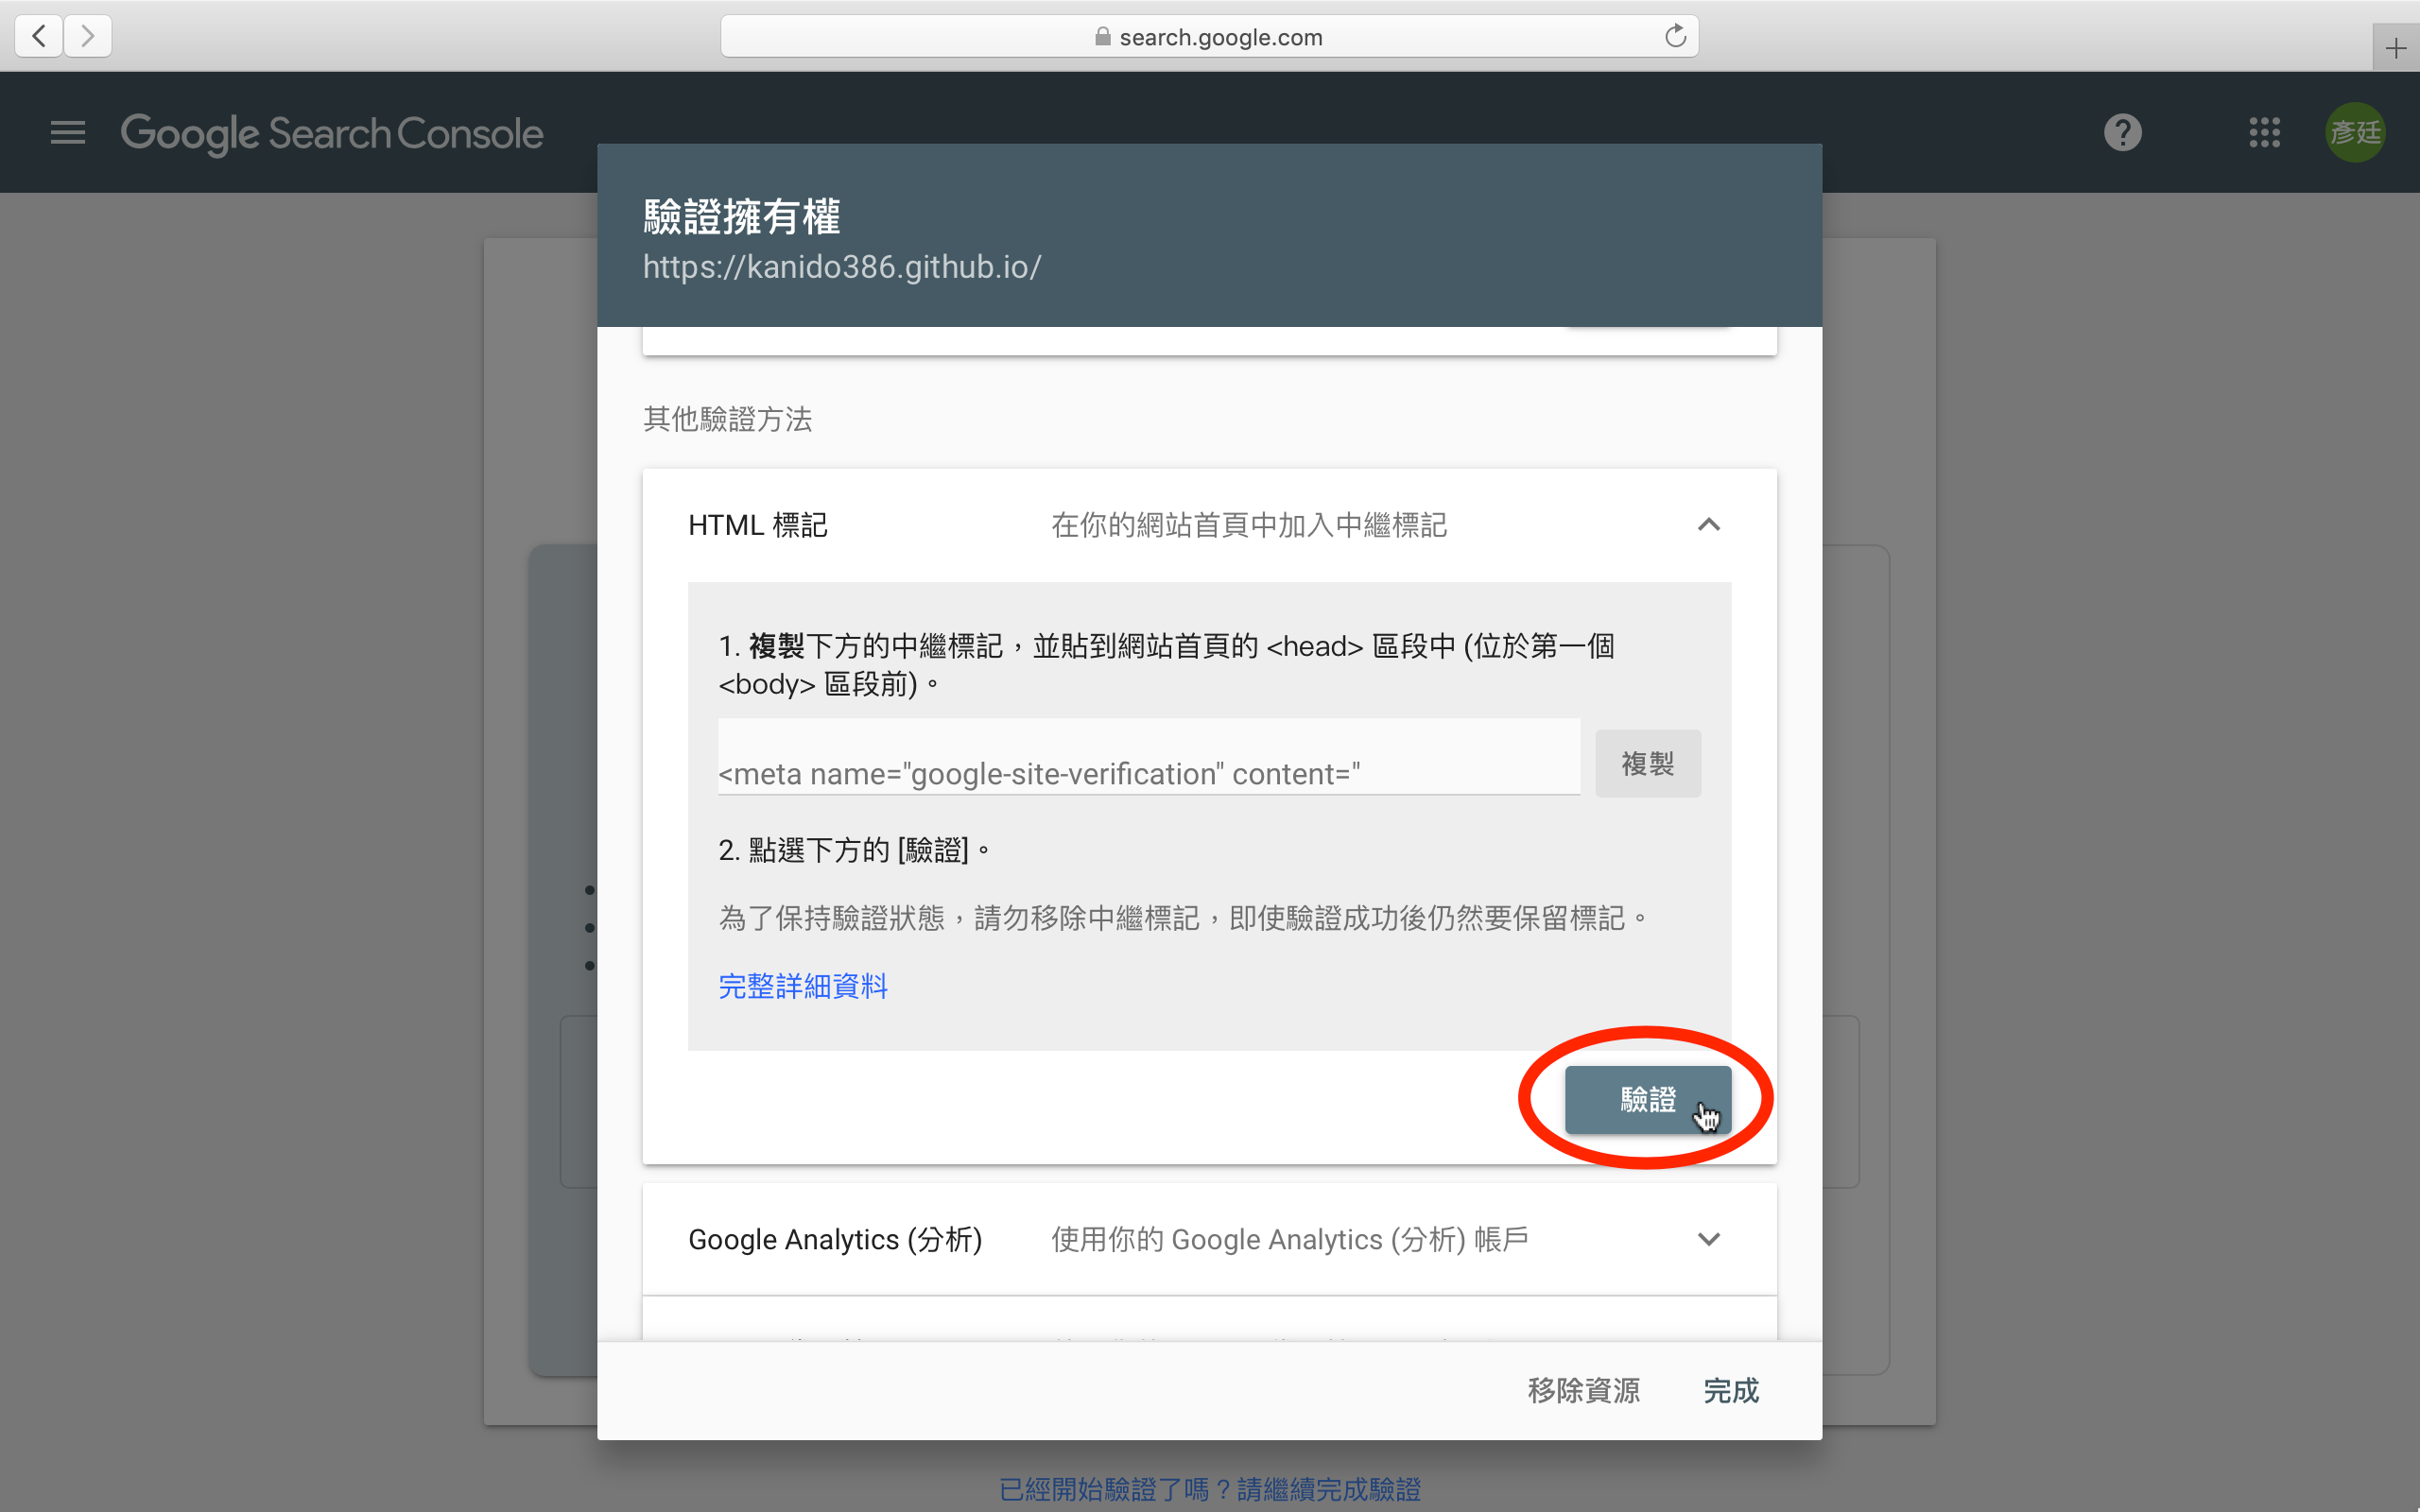 search.google.com
Google Search Console
彥廷
驗證擁有權
https://kanido386.github.io/
其他驗證方法
HTML 標記 在你的網站首頁中加入中繼標記
1. 複製下方的中繼標記，並貼到網站首頁的 <head> 區段中 (位於第一個
<body> 區段前)。
<meta name="google-site-verification" content="
複製
2. 點選下方的 [驗證]。
為了保持驗證狀態，請勿移除中繼標記，即使驗證成功後仍然要保留標記。
完整詳細資料
驗證
Google Analytics (分析) 使用你的 Google Analytics (分析) 帳戶
移除資源 完成
已經開始驗證了嗎？請繼續完成驗證